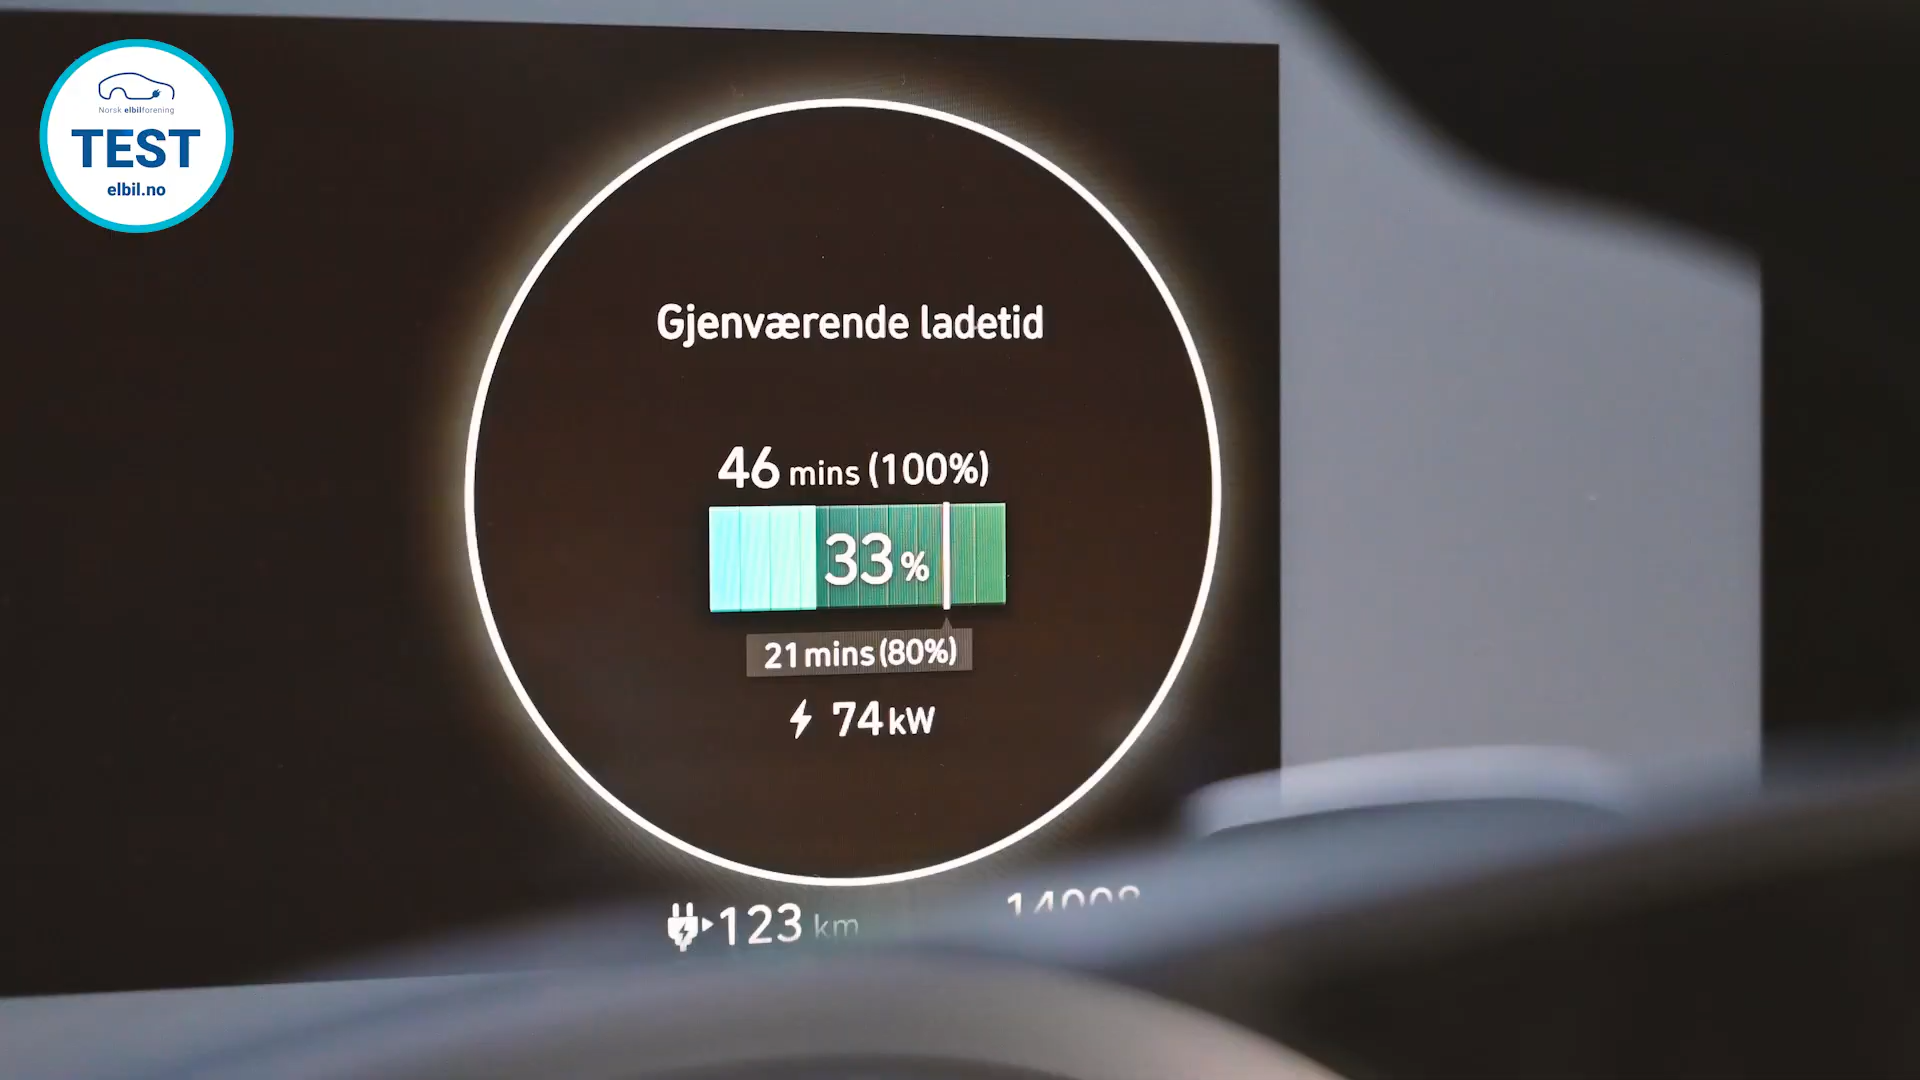 Norsk elbilforening
TEST
elbil.no
Gjenværende ladetid
46 mins (100%)
33%
21 mins (80%)
74 kW
123 km